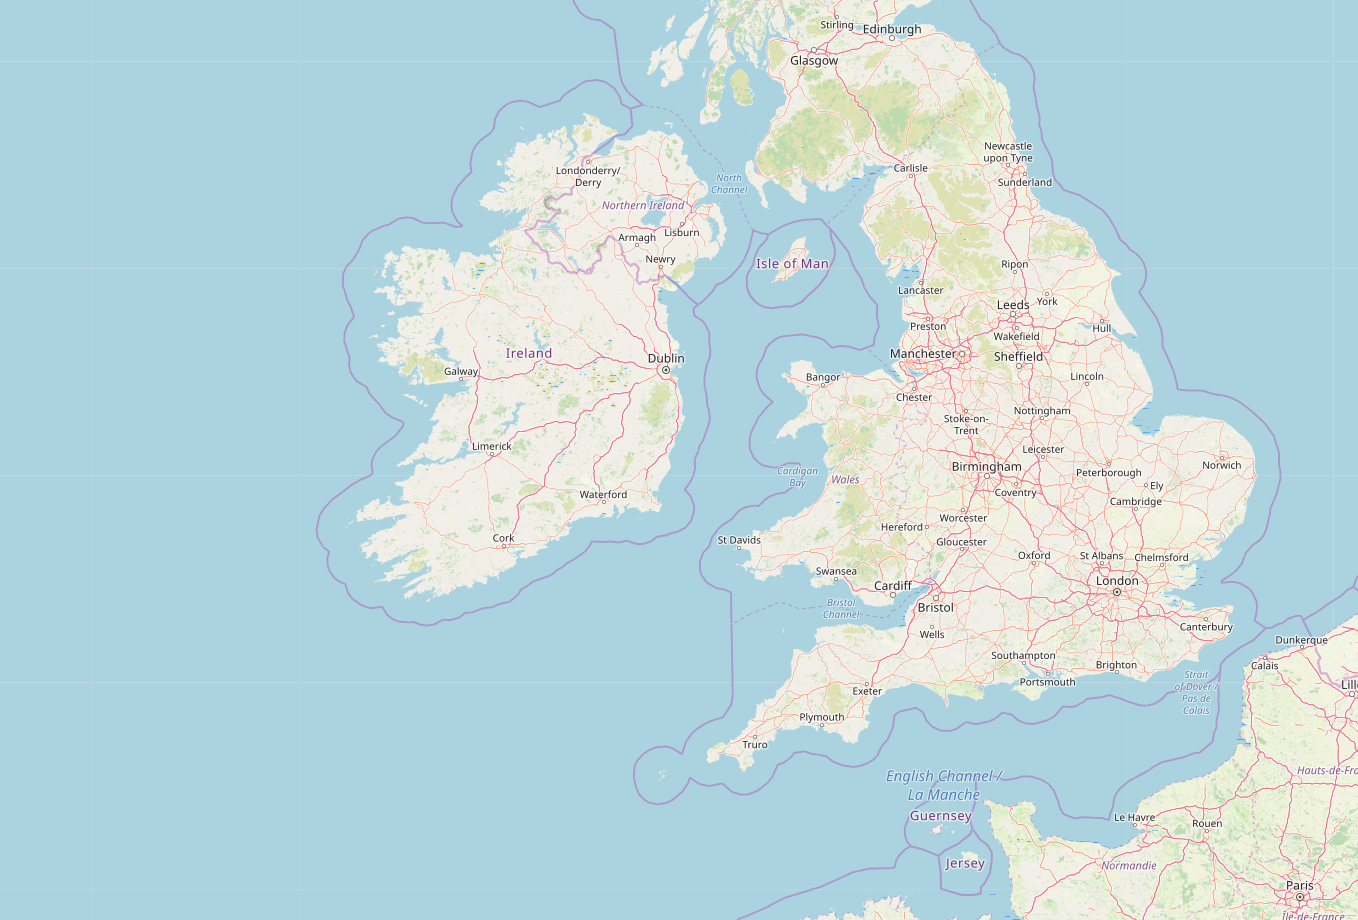 Stirling
Edinburgh
Glasgow
Newcastle
upon Tyne
Carlisle
Londonderry/
Derry
North
Channel
Sunderland
Northern Ireland
Armagh
Lisburn
Newry
Isle of Man
Ripon
Lancaster
Leeds
York
Preston
Hull
Wakefield
Ireland
Dublin
Manchester
Sheffield
Galway
Bangor
Lincoln
Chester
Nottingham
Stoke-on-
Trent
Limerick
Leicester
Birmingham
Norwich
Cardigan
Bay
Wales
Peterborough
Ely
Waterford
Coventry
Cambridge
Worcester
Hereford
Cork
St Davids
Gloucester
Oxford
St Albans
Chelmsford
Swansea
Cardiff
London
Bristol
Channel
Bristol
Canterbury
Wells
Dunkerque
Southampton
Brighton
Calais
Portsmouth
Strait
of Dover /
Pas de
Calais
Lill
Exeter
Plymouth
Truro
Hauts-de-Fra
English Channel /
La Manche
Guernsey
Le Havre
Rouen
Jersey
Normandie
Paris
Île-de-France